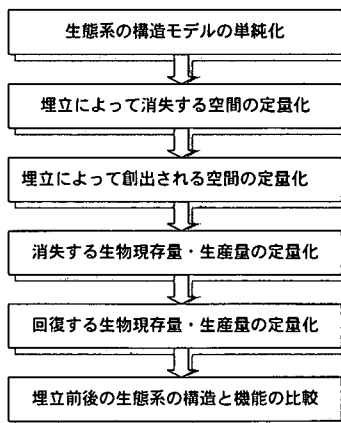 生態系の構造モデルの単純化
埋立によって消失する空間の定量化
埋立によって創出される空間の定量化
消失する生物現存量・生産量の定量化
回復する生物現存量・生産量の定量化
埋立前後の生態系の構造と機能の比較